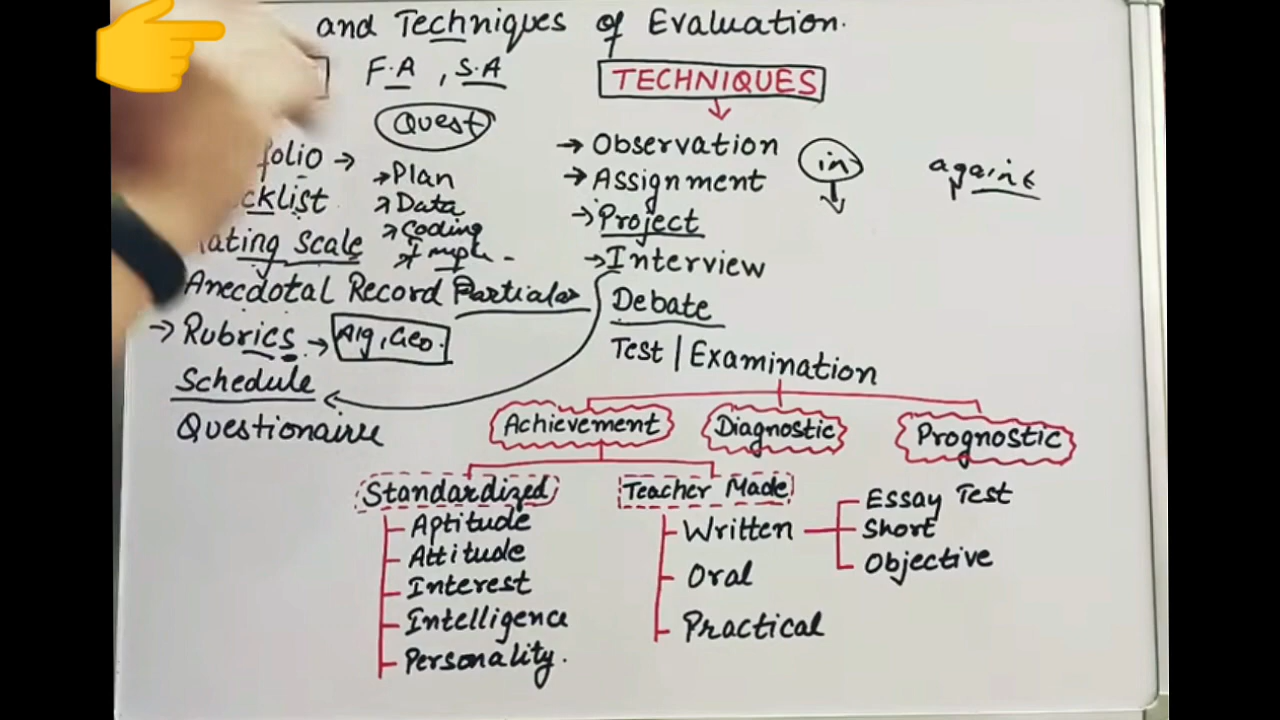 and Techniques of Evaluation.
F.A , S.A
TECHNIQUES
Quest
folio →
→ Plan
→ Data
→ Coding
cklist
ating Scale
Anecdotal Record
→ Rubrics → Alg, Geo.
Schedule
Questionaire
→ Observation
→ Assignment
→ Project
→ Interview
Debate
Test | Examination
in
Achievement
Diagnostic
Prognostic
Standardized
Aptitude
Attitude
Interest
Intelligence
Personality.
Teacher Made
Written
Oral
Practical
Essay Test
Short
Objective